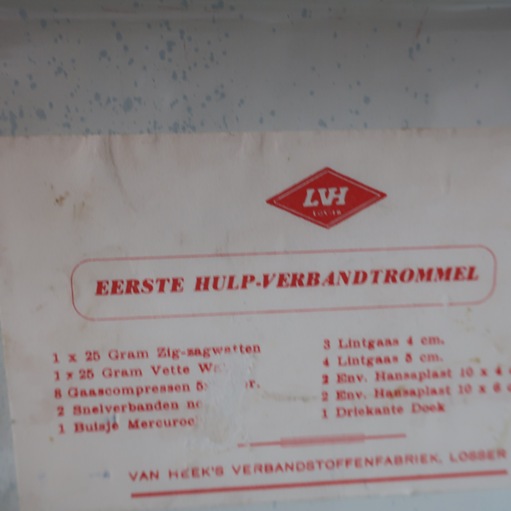 LVH
LOSSER
EERSTE HULP-VERBANDTROMMEL
1 x 25 Gram Zig-zagwatten
1 x 25 Gram Vette
8 Gaascompressen
2 Snelverbanden
1 Buisje
3 Lintgaas 4 cm.
4 Lintgaas 5 cm.
2 Env. Hansaplast 10 x 4
2 Env. Hansaplast 10 x 6
1 Driekante Doek
VAN HEEK'S VERBANDSTOFFENFABRIEK, LOSSER